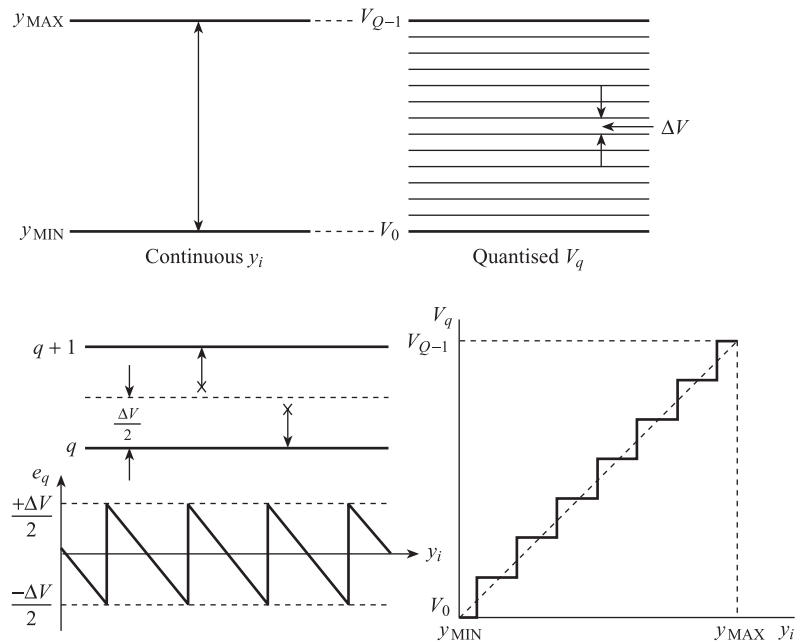 y_MAX
V_{Q-1}
ΔV
y_MIN
V_0
Continuous y_i
Quantised V_q
q + 1
ΔV/2
q
e_q
+ΔV/2
y_i
−ΔV/2
V_q
V_{Q-1}
V_0
y_MIN
y_MAX
y_i